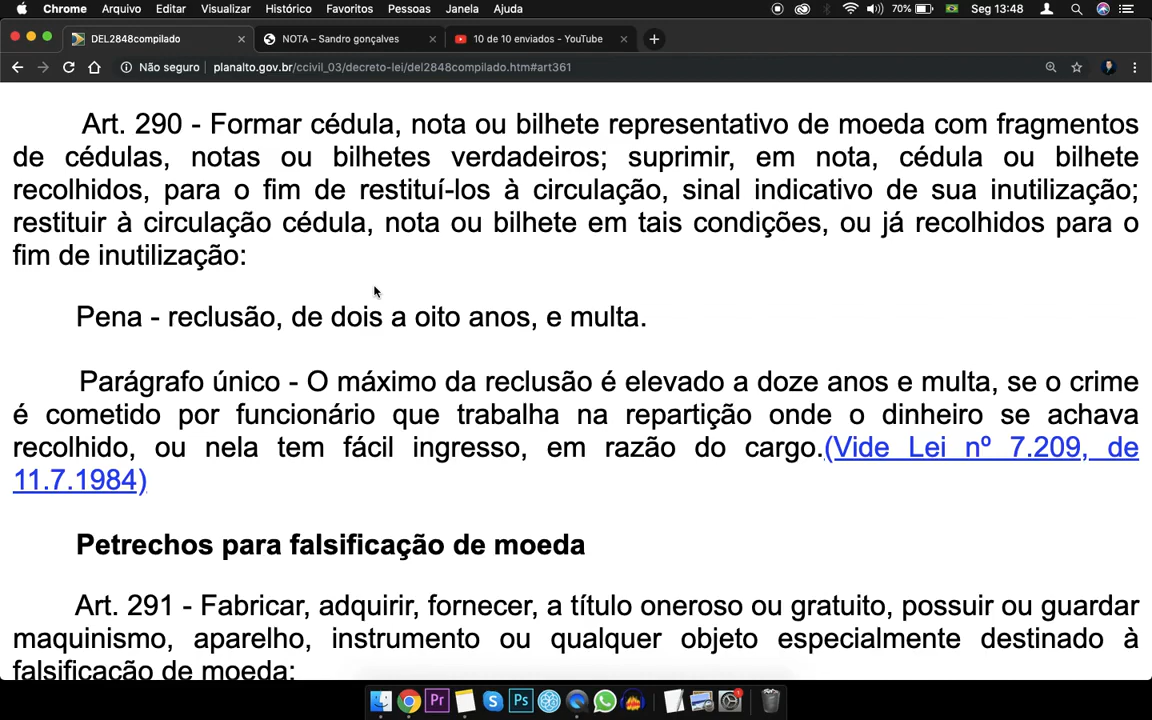 Chrome Arquivo Editar Visualizar Histórico Favoritos Pessoas Janela Ajuda 70% Seg 13:48
DEL2848compilado NOTA – Sandro gonçalves 10 de 10 enviados - YouTube
Não seguro planalto.gov.br/ccivil_03/decreto-lei/del2848compilado.htm#art361
Art. 290 - Formar cédula, nota ou bilhete representativo de moeda com fragmentos
de cédulas, notas ou bilhetes verdadeiros; suprimir, em nota, cédula ou bilhete
recolhidos, para o fim de restituí-los à circulação, sinal indicativo de sua inutilização;
restituir à circulação cédula, nota ou bilhete em tais condições, ou já recolhidos para o
fim de inutilização:
Pena - reclusão, de dois a oito anos, e multa.
Parágrafo único - O máximo da reclusão é elevado a doze anos e multa, se o crime
é cometido por funcionário que trabalha na repartição onde o dinheiro se achava
recolhido, ou nela tem fácil ingresso, em razão do cargo.(Vide Lei nº 7.209, de
11.7.1984)
Petrechos para falsificação de moeda
Art. 291 - Fabricar, adquirir, fornecer, a título oneroso ou gratuito, possuir ou guardar
maquinismo, aparelho, instrumento ou qualquer objeto especialmente destinado à
falsificação de moeda:
Pr Ps